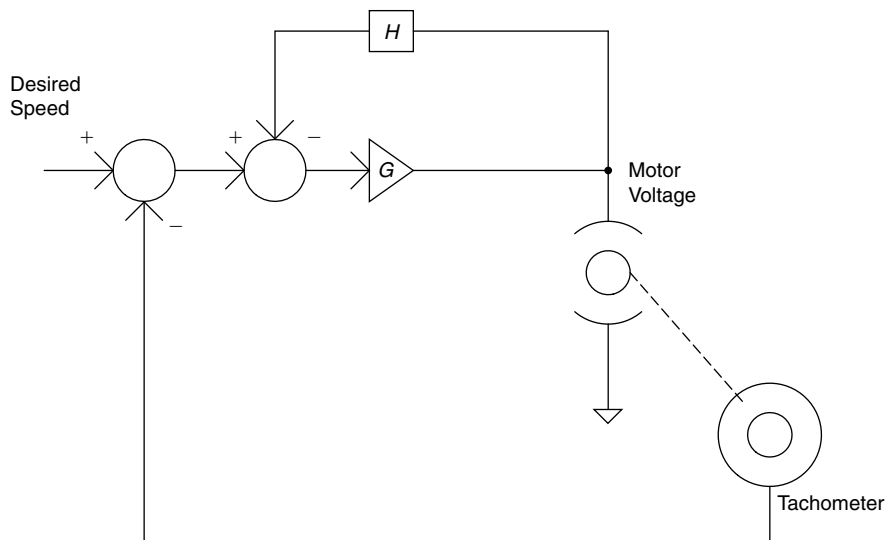 H
Desired
Speed
+
+
−
G
Motor
Voltage
−
Tachometer